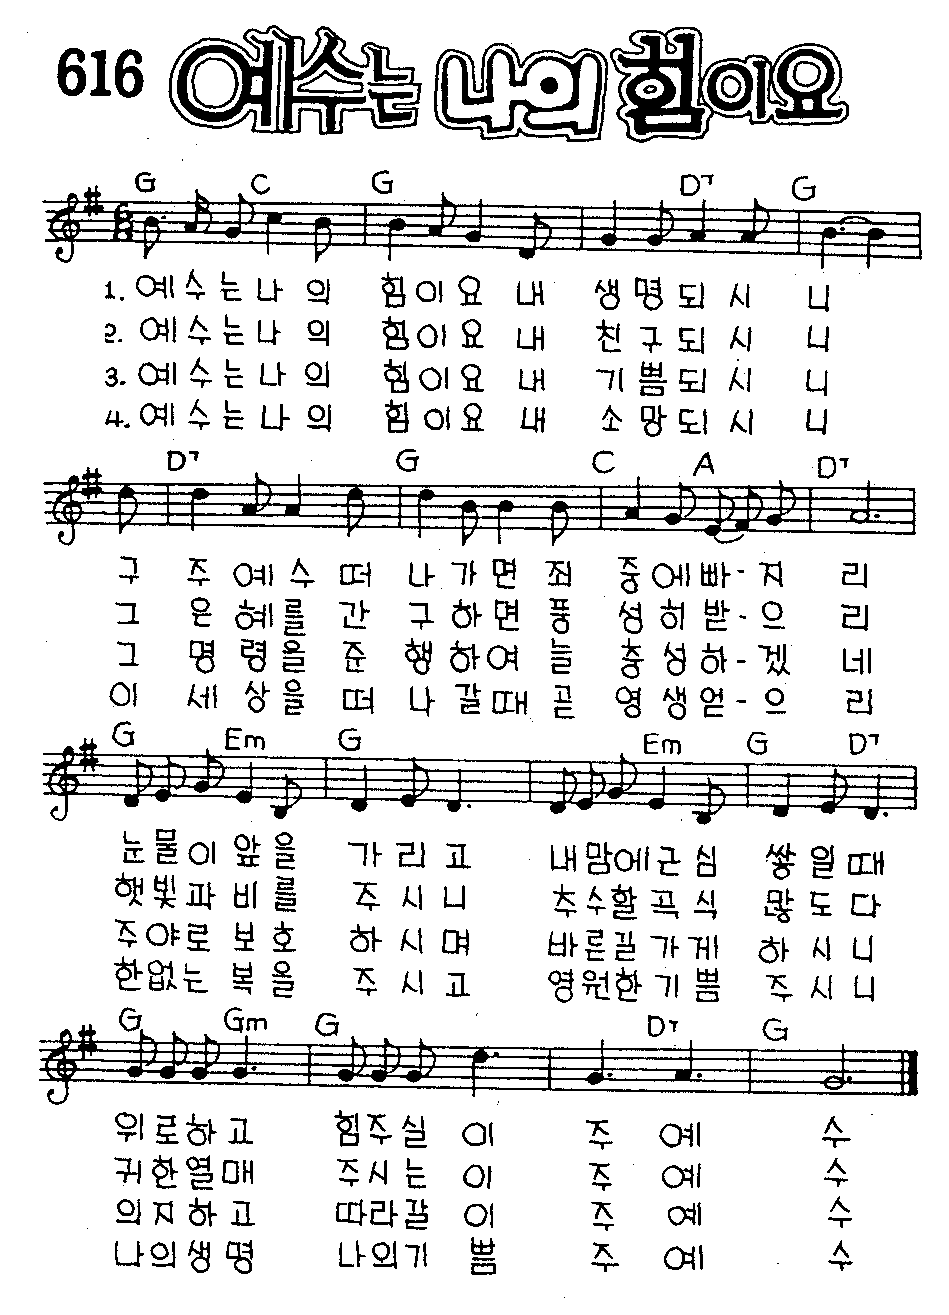 616 예수는 나의 힘이요
G C G D7 G
1. 예수는나의 힘이요 내 생명되시 니
2. 예수는나의 힘이요 내 친구되시 니
3. 예수는나의 힘이요 내 기쁨되시 니
4. 예수는나의 힘이요 내 소망되시 니
D7 G C A D7
구 주예수떠 나가면죄 중에빠-지 리
그 은혜를간 구하면풍 성히받-으 리
그 명령을준 행하여늘 충성하-겠 네
이 세상을떠 나갈때곧 영생얻-으 리
G Em G Em G D7
눈물이앞을 가리고 내맘에근심 쌓일때
햇빛파비를 주시니 추수할곡식 많도다
주야로보호 하시며 바른길가게 하시니
한없는복을 주시고 영원한기쁨 주시니
G Gm G D7 G
위로하고 힘주실이 주예 수
귀한열매 주시는이 주예 수
의지하고 따라갈이 주예 수
나의생명 나의기쁨 주예 수